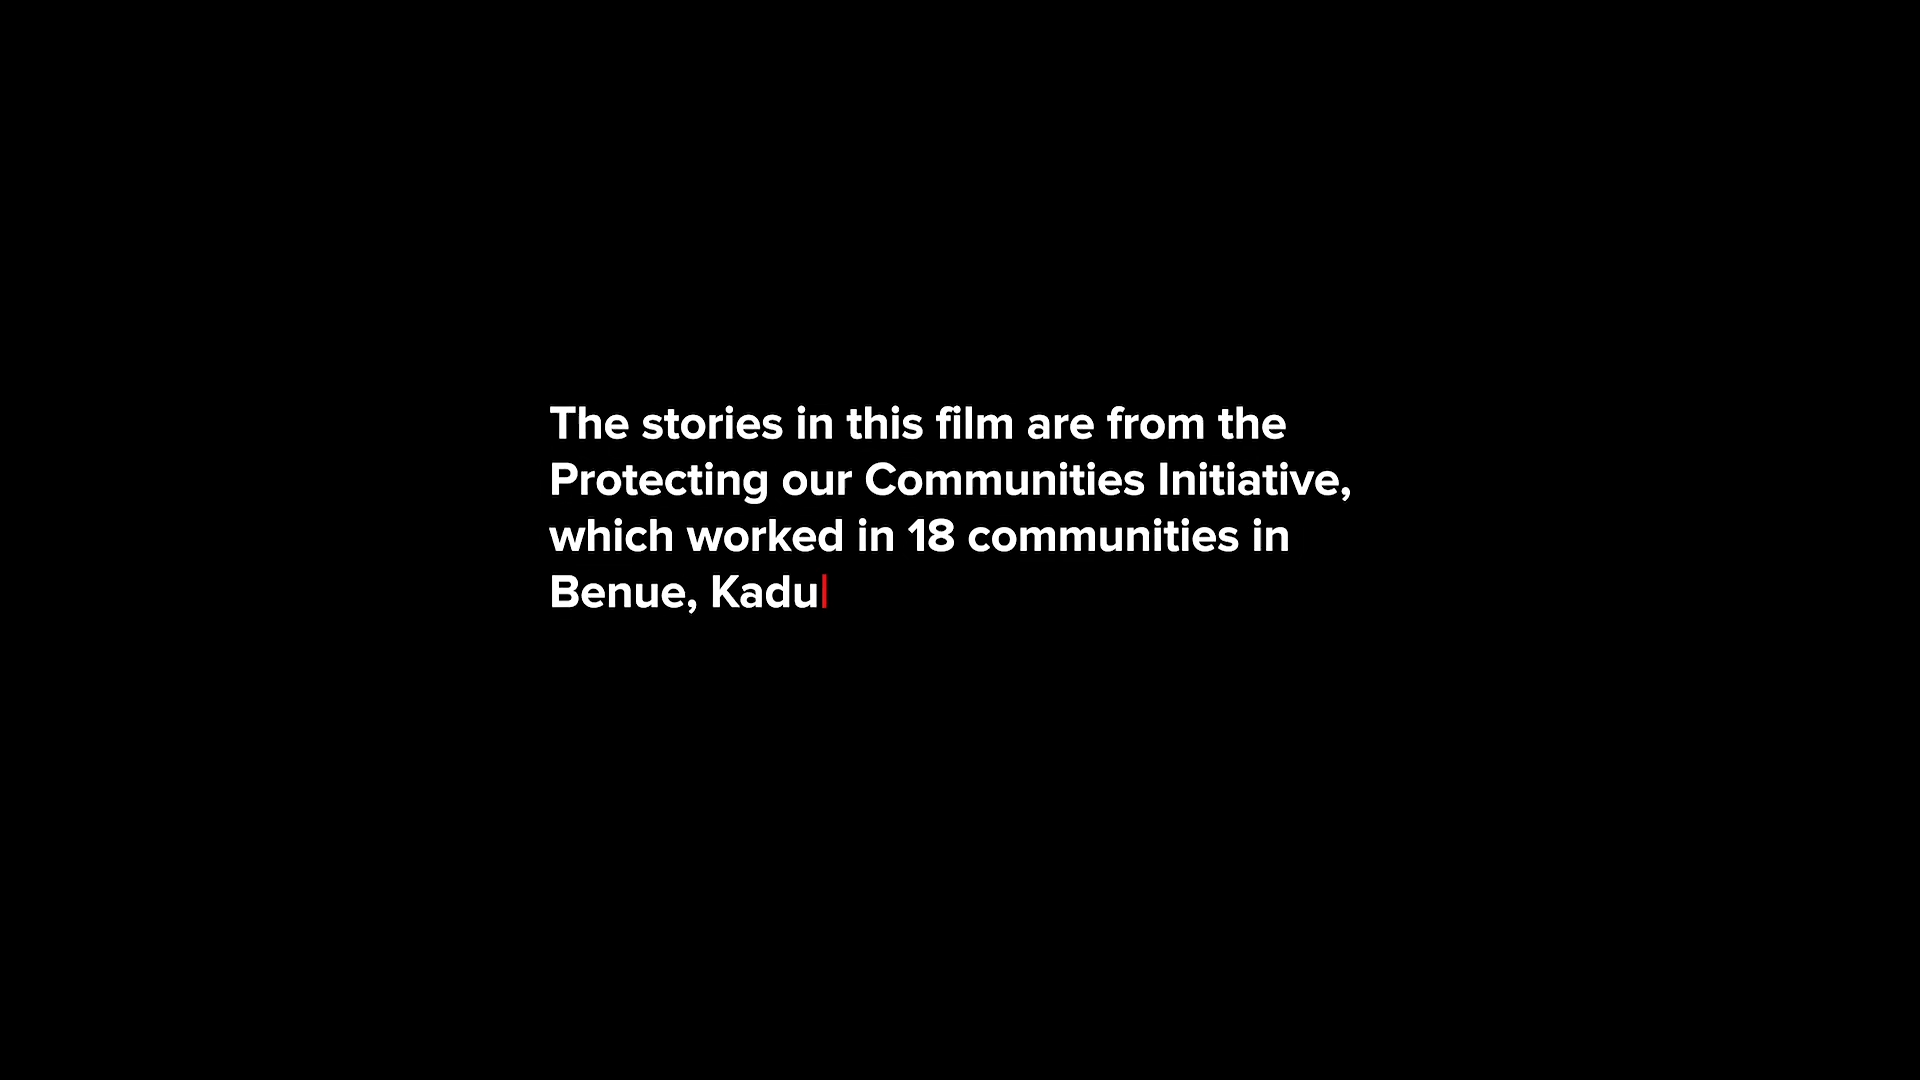 The stories in this film are from the
Protecting our Communities Initiative,
which worked in 18 communities in
Benue, Kadu